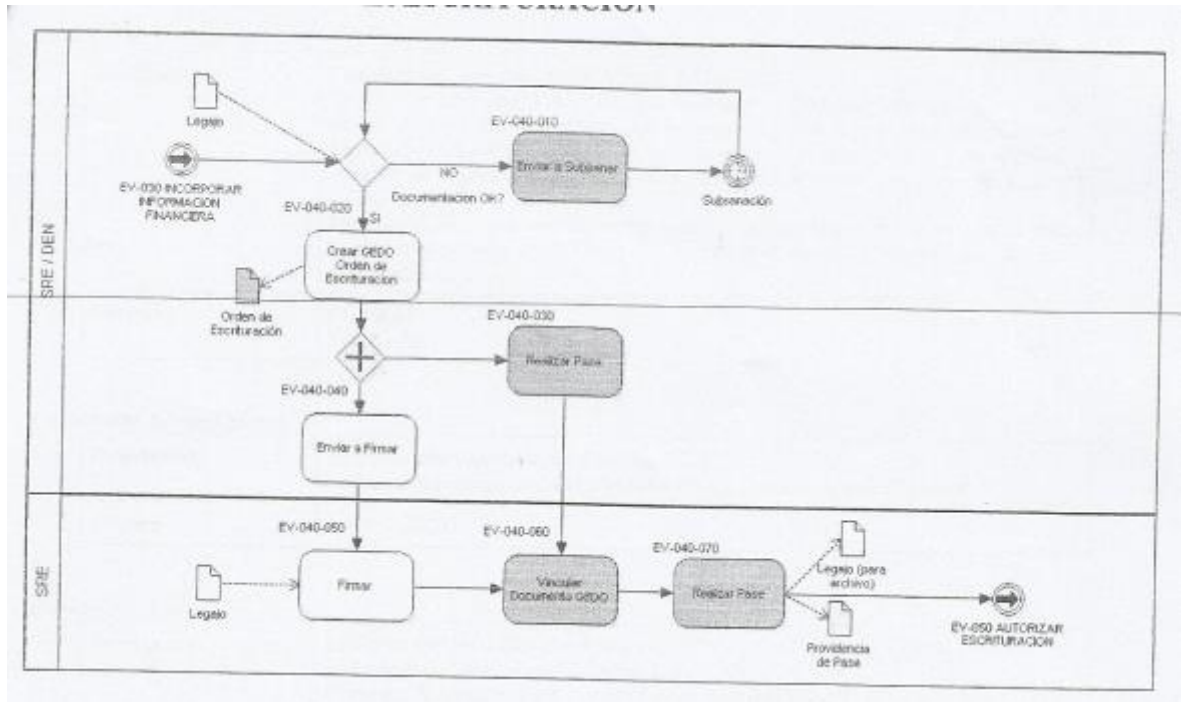 SRE / DEN
Legajo
EV-030 INCORPORAR
INFORMACION
FINANCIERA
EV-040-010
Enviar a Subsanar
NO
Documentacion OK?
Subsanación
EV-040-020
SI
Crear GEDO
Orden de
Escrituracion
Orden de
Escrituración
EV-040-030
Realizar Pase
EV-040-040
Enviar a Firmar
SRE
EV-040-050
Legajo
Firmar
EV-040-060
Vincular
Documento GEDO
EV-040-070
Realizar Pase
Legajo (para
archivo)
Providencia
de Pase
EV-050 AUTORIZAR
ESCRITURACION